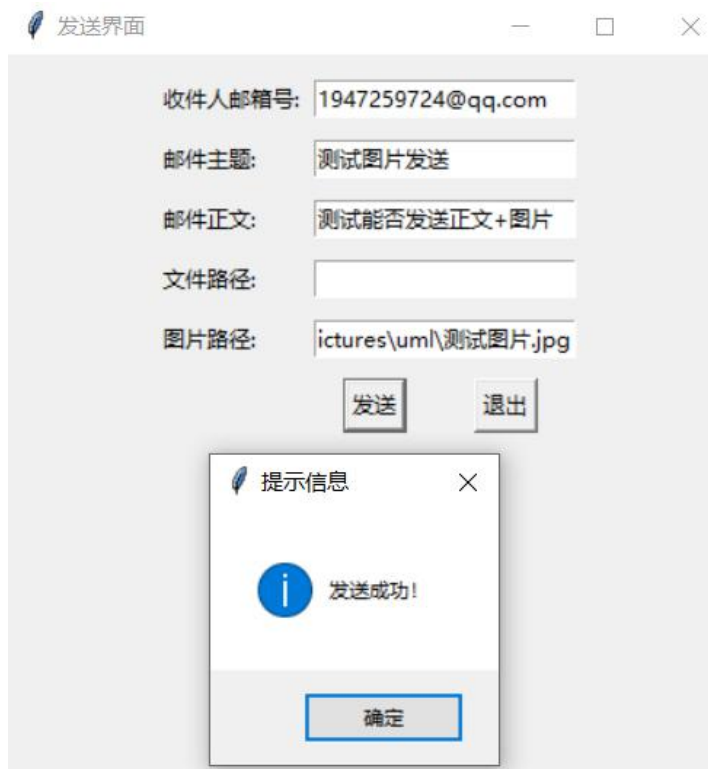 发送界面
收件人邮箱号: 1947259724@qq.com
邮件主题: 测试图片发送
邮件正文: 测试能否发送正文+图片
文件路径:
图片路径: ictures\uml\测试图片.jpg
发送 退出
提示信息
发送成功!
确定